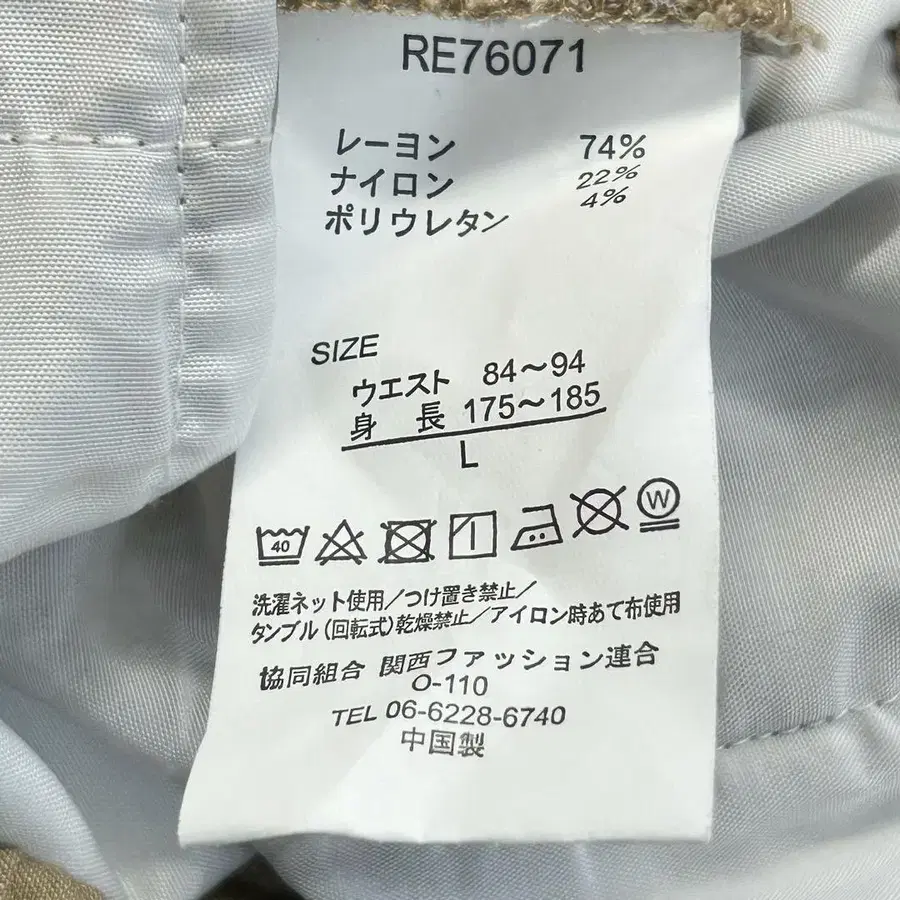 RE76071
レーヨン 74%
ナイロン 22%
ポリウレタン 4%
SIZE
ウエスト 84～94
身長 175～185
L
40 W
洗濯ネット使用／つけ置き禁止／
タンブル(回転式)乾燥禁止／アイロン時あて布使用
協同組合 関西ファッション連合
O-110
TEL 06-6228-6740
中国製